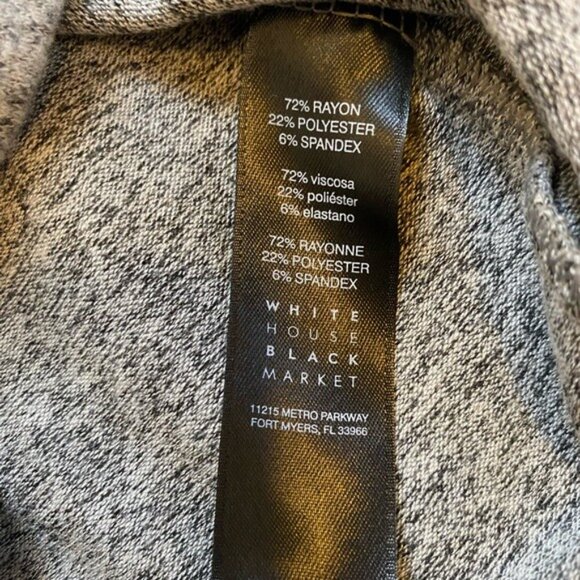 72% RAYON
22% POLYESTER
6% SPANDEX
72% viscosa
22% poliéster
6% elastano
72% RAYONNE
22% POLYESTER
6% SPANDEX
WHITE
HOUSE
BLACK
MARKET
11215 METRO PARKWAY
FORT MYERS, FL 33966